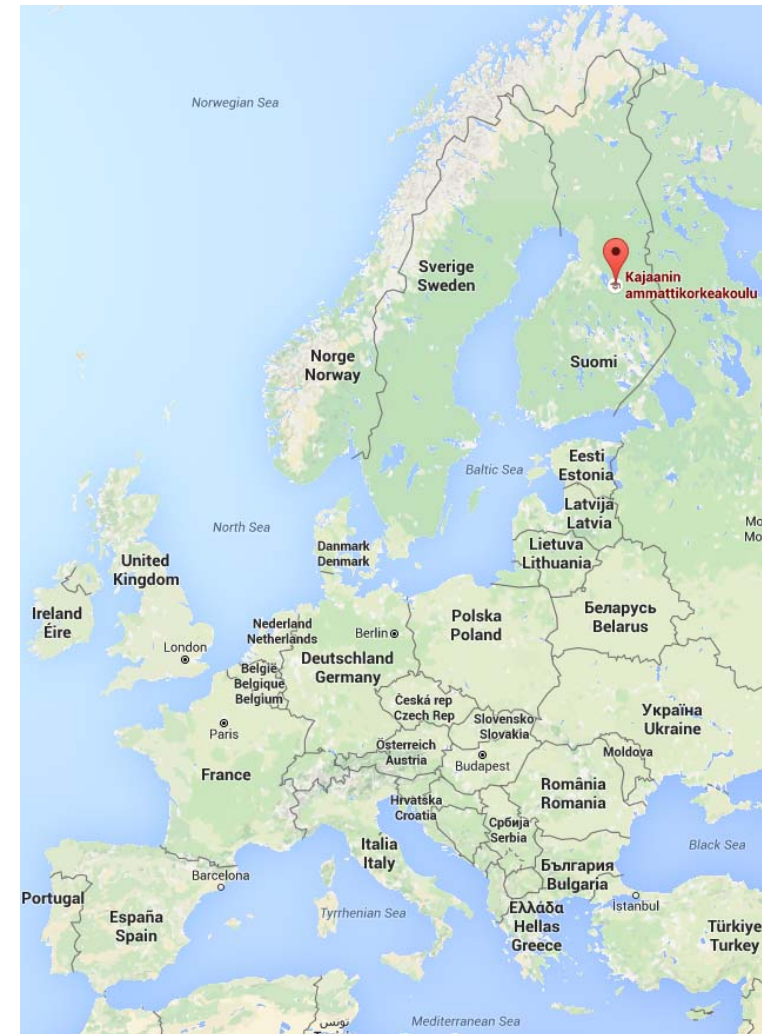 Norwegian Sea
Kajaanin
ammattikorkeakoulu
Sverige
Sweden
Norge
Norway
Suomi
Eesti
Estonia
Baltic Sea
Latvija
Latvia
North Sea
Danmark
Denmark
Lietuva
Lithuania
Mo
Mo
United
Kingdom
Ireland
Éire
Беларусь
Belarus
Polska
Poland
Nederland
Netherlands
Berlin
London
Deutschland
Germany
België
Belgique
Belgium
Česká rep
Czech Rep
Slovensko
Slovakia
Україна
Ukraine
Paris
Österreich
Austria
Budapest
Moldova
France
România
Romania
Hrvatska
Croatia
Србија
Serbia
Italia
Italy
Black Sea
България
Bulgaria
Barcelona
Portugal
España
Spain
Tyrrhenian Sea
Ελλάδα
Hellas
Greece
İstanbul
Türkiye
Turkey
تونس
Mediterranean Sea